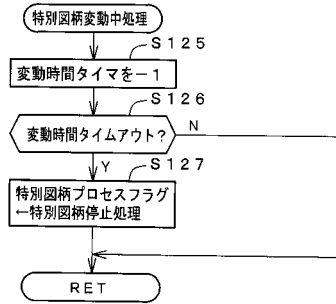 特別図柄変動中処理
S125
変動時間タイマを－1
S126
変動時間タイムアウト?
N
Y
S127
特別図柄プロセスフラグ
←特別図柄停止処理
RET